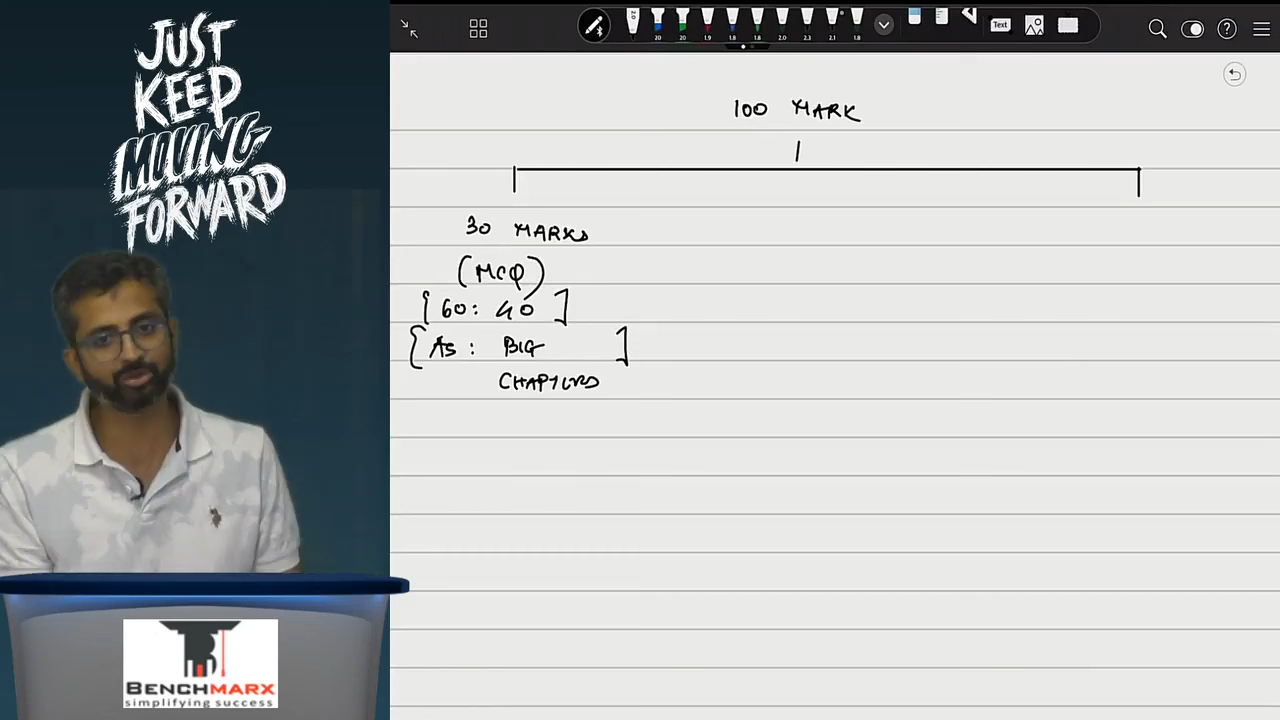 JUST
KEEP
MOVING
FORWARD
BENCHMARX
simplifying success
Text
100 MARK
30 MARKS
(MCQ)
[60: 40]
[AS: BIG]
CHAPTERS